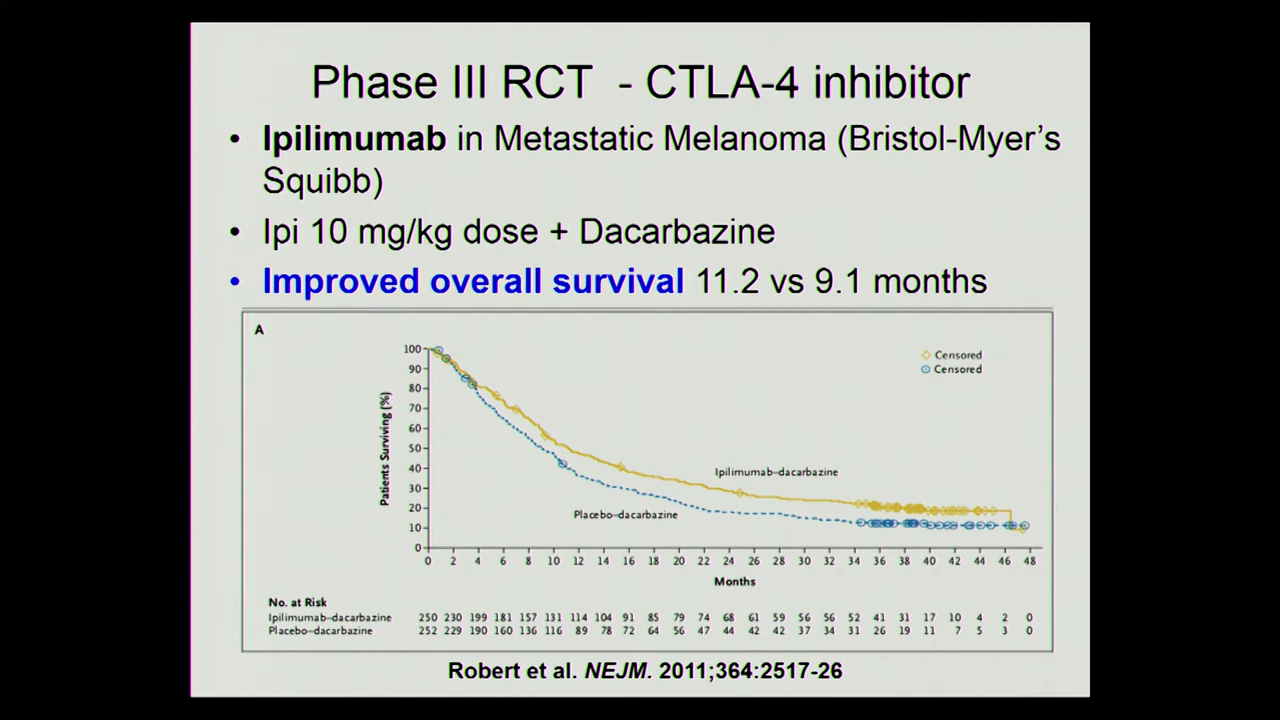 Phase III RCT - CTLA-4 inhibitor
• Ipilimumab in Metastatic Melanoma (Bristol-Myer's
Squibb)
• Ipi 10 mg/kg dose + Dacarbazine
• Improved overall survival 11.2 vs 9.1 months
A
100
90
80
70
60
50
40
30
20
10
0
Patients Surviving (%)
Censored
Censored
Ipilimumab–dacarbazine
Placebo–dacarbazine
0 2 4 6 8 10 12 14 16 18 20 22 24 26 28 30 32 34 36 38 40 42 44 46 48
Months
No. at Risk
Ipilimumab–dacarbazine 250 230 199 181 157 131 114 104 91 85 79 74 68 61 59 56 56 52 41 31 17 10 4 2 0
Placebo–dacarbazine 252 229 190 160 136 116 89 78 72 64 56 47 44 42 42 37 34 31 26 19 11 7 5 3 0
Robert et al. NEJM. 2011;364:2517-26